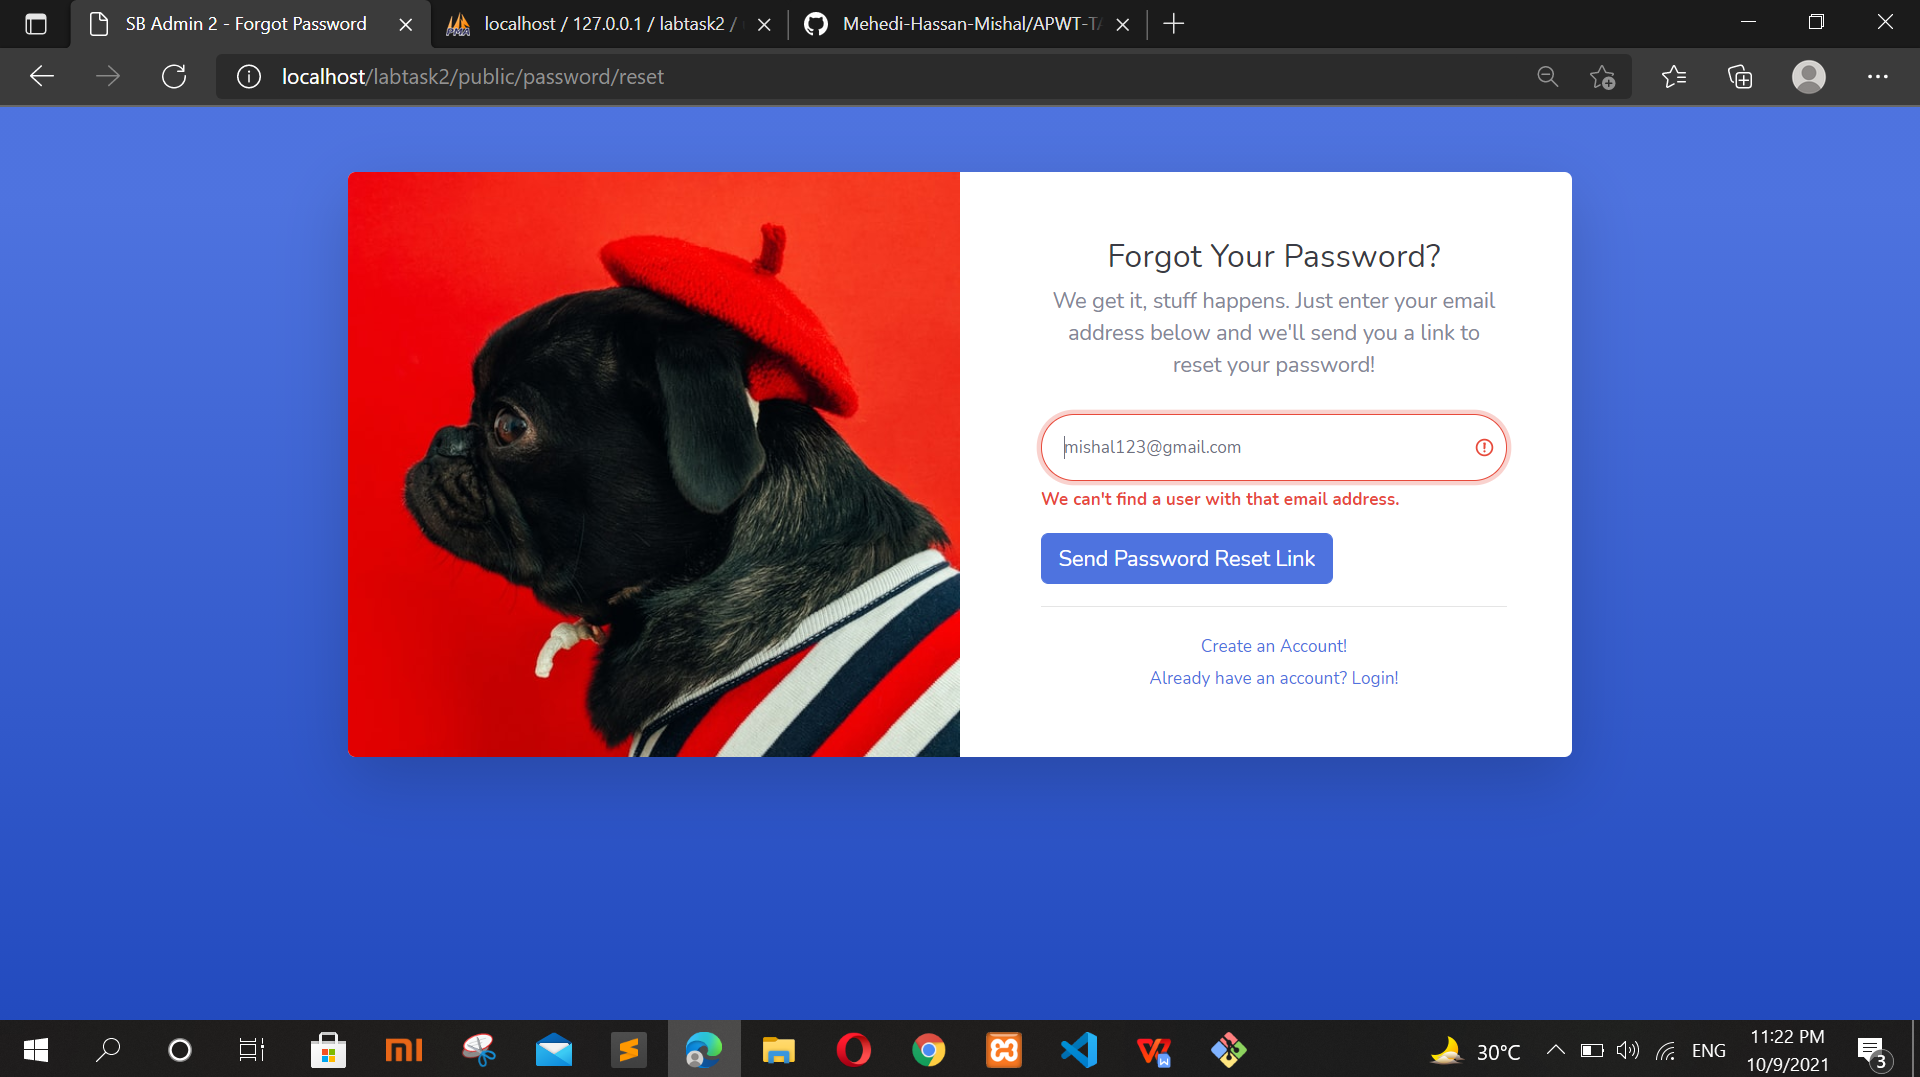 SB Admin 2 - Forgot Password
localhost / 127.0.0.1 / labtask2 /
Mehedi-Hassan-Mishal/APWT-TA
localhost/labtask2/public/password/reset
Forgot Your Password?
We get it, stuff happens. Just enter your email
address below and we'll send you a link to
reset your password!
mishal123@gmail.com
We can't find a user with that email address.
Send Password Reset Link
Create an Account!
Already have an account? Login!
30°C
ENG
11:22 PM
10/9/2021
3